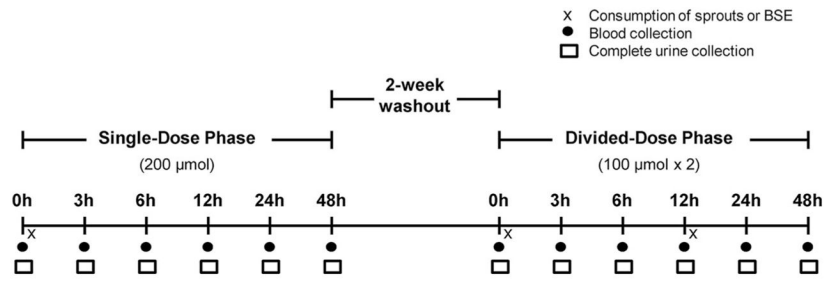 x Consumption of sprouts or BSE
Blood collection
Complete urine collection
2-week
washout
Single-Dose Phase
(200 µmol)
Divided-Dose Phase
(100 µmol x 2)
0h 3h 6h 12h 24h 48h 0h 3h 6h 12h 24h 48h
x x x